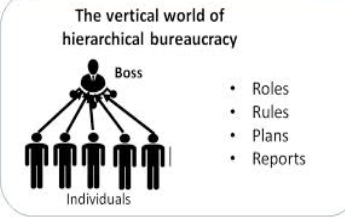 The vertical world of
hierarchical bureaucracy
Boss
• Roles
• Rules
• Plans
• Reports
Individuals